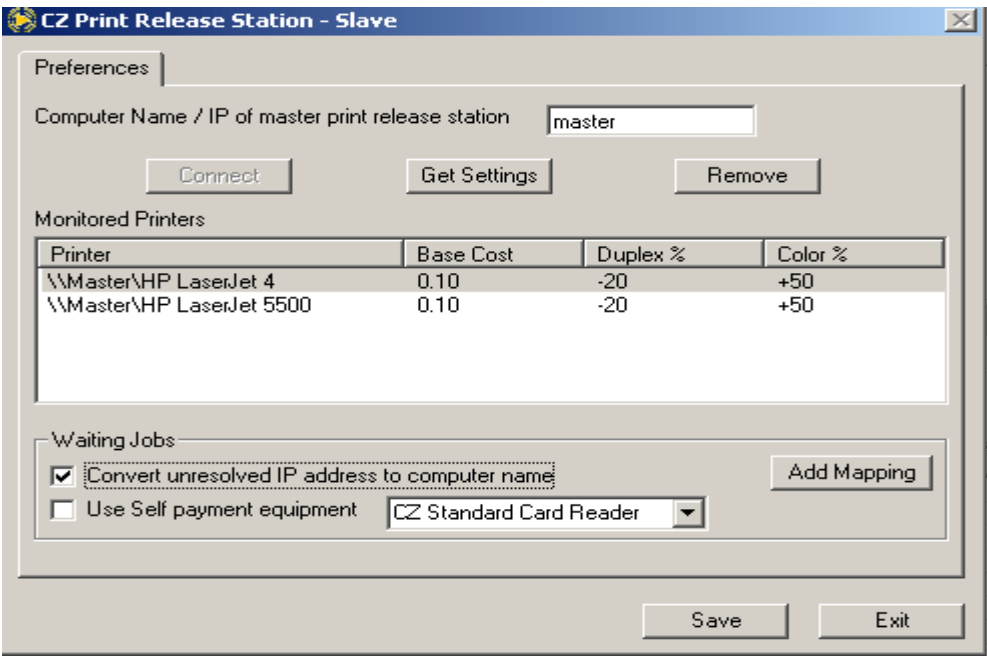 CZ Print Release Station - Slave
Preferences
Computer Name / IP of master print release station master
Connect Get Settings Remove
Monitored Printers
Printer Base Cost Duplex % Color %
\\Master\HP LaserJet 4 0.10 -20 +50
\\Master\HP LaserJet 5500 0.10 -20 +50
Waiting Jobs
Convert unresolved IP address to computer name Add Mapping
Use Self payment equipment CZ Standard Card Reader
Save Exit